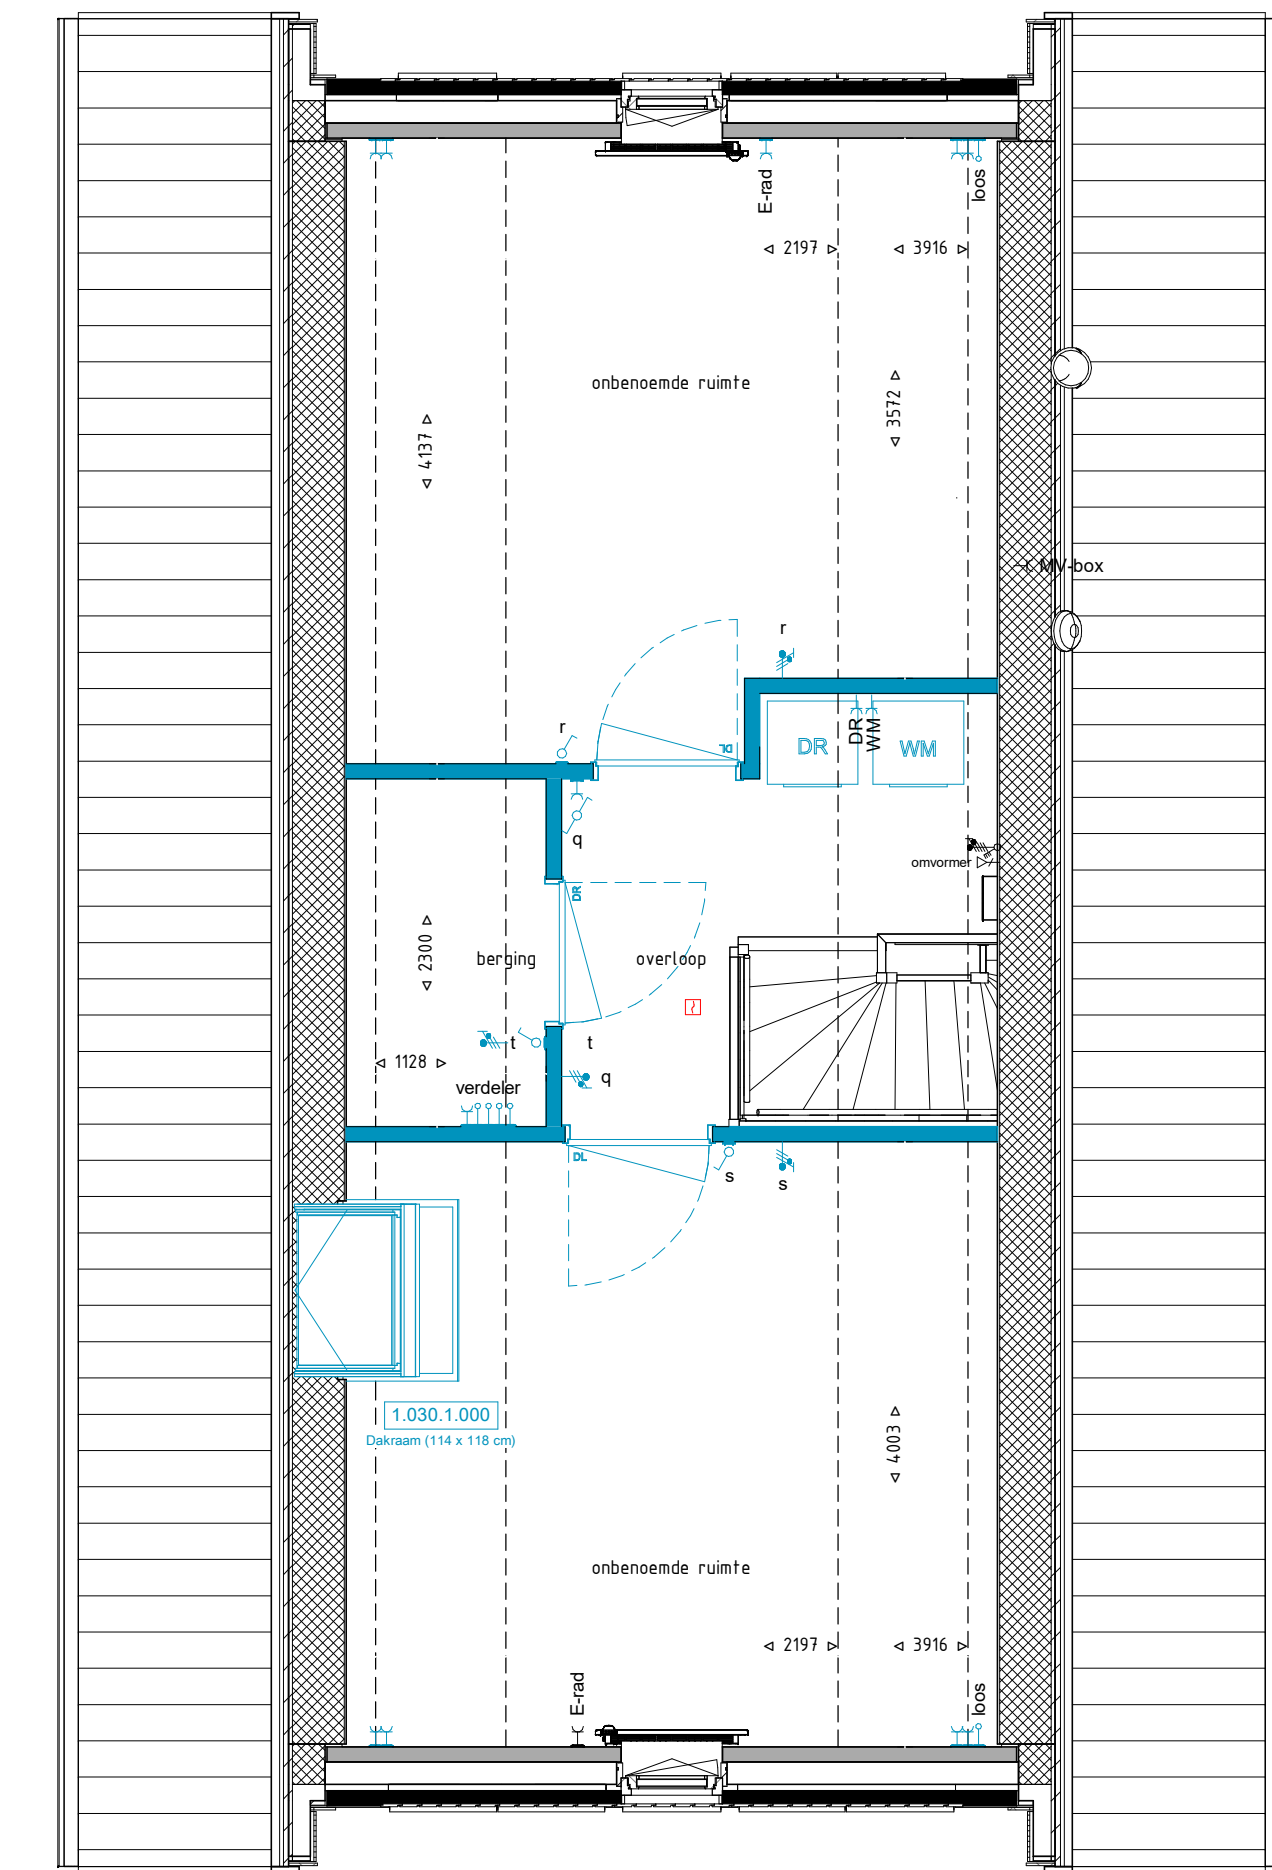 E-rad
loos
2197
3916
onbenoemde ruimte
3572
4137
MV-box
r
r
DL
DR
WM
DR
WM
q
omvormer
DR
2300
berging
overloop
t
t
1128
q
verdeler
DL
s
s
1.030.1.000
Dakraam (114 x 118 cm)
4003
onbenoemde ruimte
2197
3916
E-rad
loos